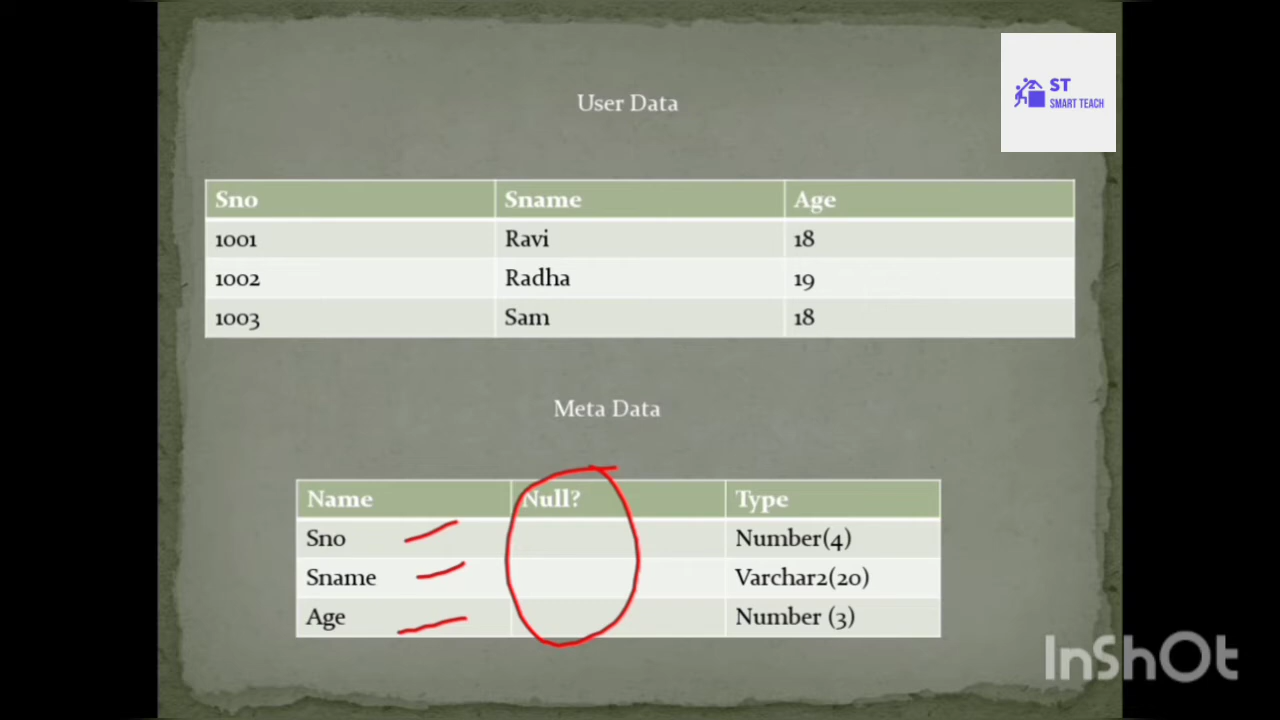 User Data
ST
SMART TEACH
Sno Sname Age
1001 Ravi 18
1002 Radha 19
1003 Sam 18
Meta Data
Name Null? Type
Sno Number(4)
Sname Varchar2(20)
Age Number (3)
InShOt